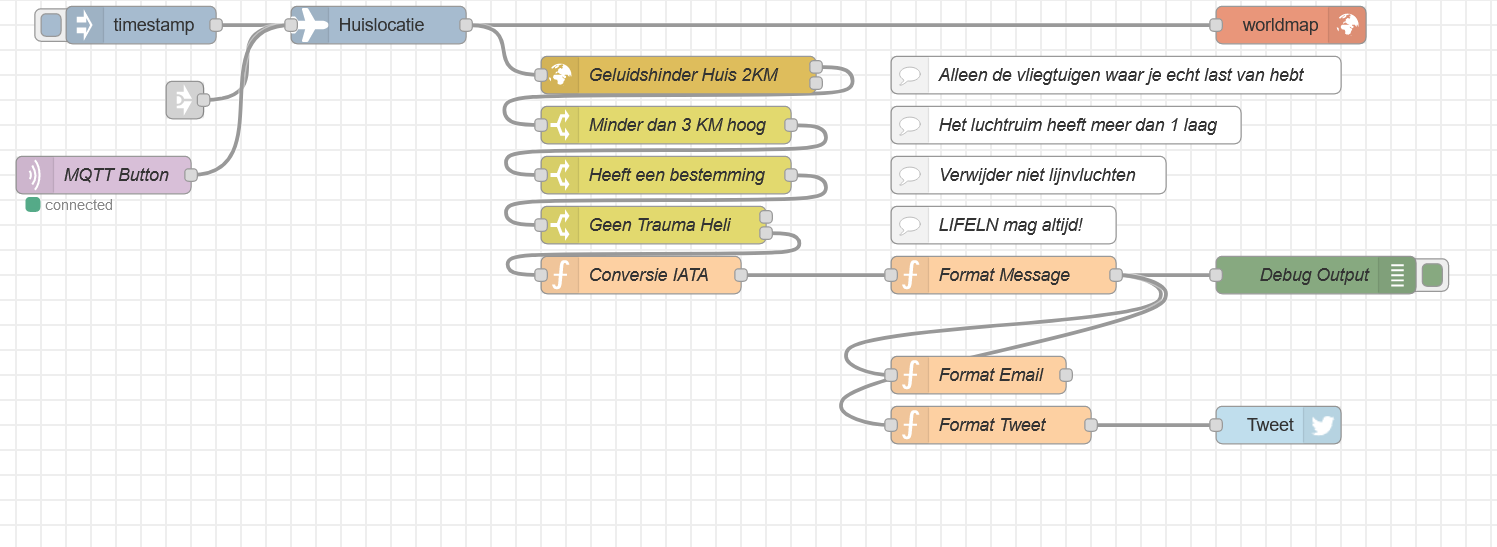 timestamp
Huislocatie
worldmap
Geluidshinder Huis 2KM
Alleen de vliegtuigen waar je echt last van hebt
Minder dan 3 KM hoog
Het luchtruim heeft meer dan 1 laag
MQTT Button
connected
Heeft een bestemming
Verwijder niet lijnvluchten
Geen Trauma Heli
LIFELN mag altijd!
Conversie IATA
Format Message
Debug Output
Format Email
Format Tweet
Tweet